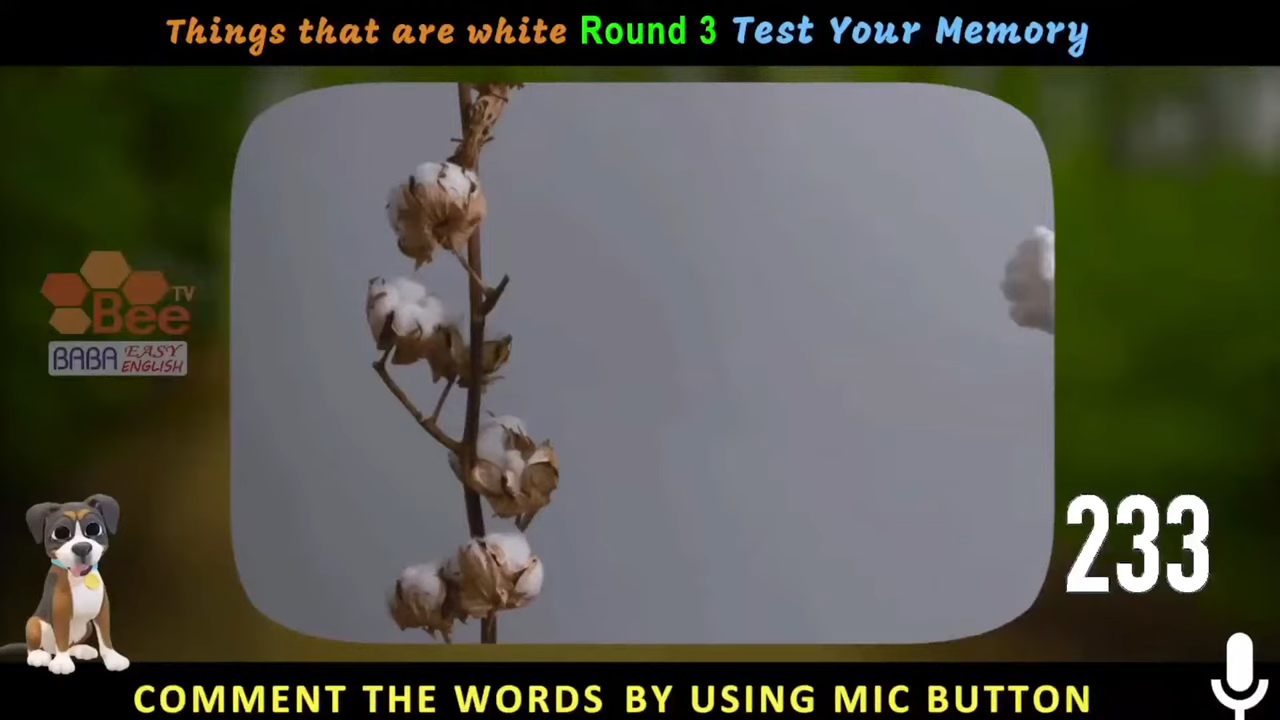 Things that are white Round 3 Test Your Memory
Bee TV
BABA EASY ENGLISH
233
COMMENT THE WORDS BY USING MIC BUTTON